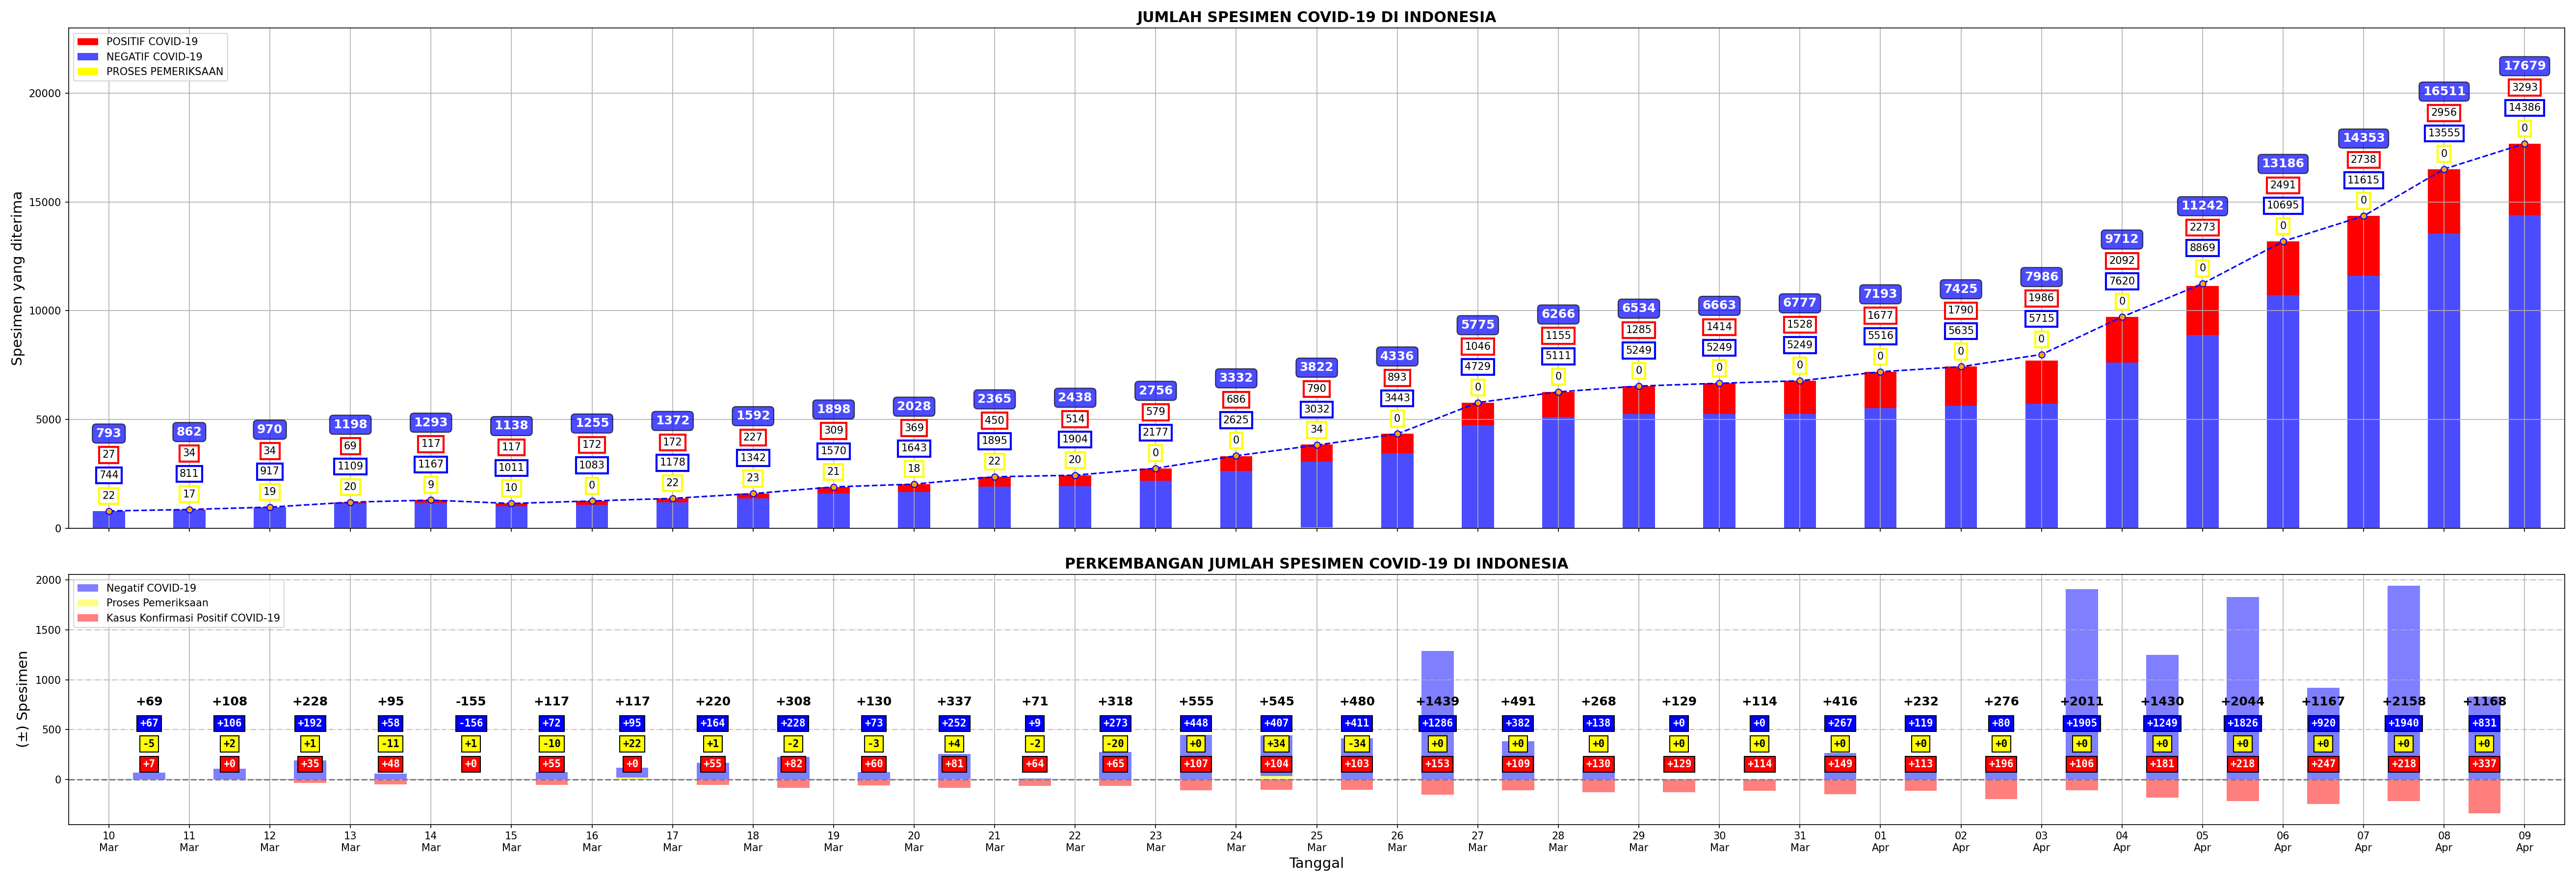 JUMLAH SPESIMEN COVID-19 DI INDONESIA
POSITIF COVID-19
NEGATIF COVID-19
PROSES PEMERIKSAAN
Spesimen yang diterima
20000
15000
10000
5000
0
793 862 970 1198 1293 1138 1255 1372 1592 1898 2028 2365 2438 2756 3332 3822 4336 5775 6266 6534 6663 6777 7193 7425 7986 9712 11242 13186 14353 16511 17679
27 34 34 69 117 117 172 172 227 309 369 450 514 579 686 790 893 1046 1155 1285 1414 1528 1677 1790 1986 2092 2273 2491 2738 2956 3293
744 811 917 1109 1167 1011 1083 1178 1342 1570 1643 1895 1904 2177 2625 3032 3443 4729 5111 5249 5249 5249 5516 5635 5715 7620 8869 10695 11615 13555 14386
22 17 19 20 9 10 0 22 23 21 18 22 20 0 0 34 0 0 0 0 0 0 0 0 0 0 0 0 0 0 0
PERKEMBANGAN JUMLAH SPESIMEN COVID-19 DI INDONESIA
Negatif COVID-19
Proses Pemeriksaan
Kasus Konfirmasi Positif COVID-19
(±) Spesimen
2000
1500
1000
500
0
+69 +108 +228 +95 -155 +117 +117 +220 +308 +130 +337 +71 +318 +555 +545 +480 +1439 +491 +268 +129 +114 +416 +232 +276 +2011 +1430 +2044 +1167 +2158 +1168
+67 +106 +192 +58 -156 +72 +95 +164 +228 +73 +252 +9 +273 +448 +407 +411 +1286 +382 +138 +0 +0 +267 +119 +80 +1905 +1249 +1826 +920 +1940 +831
-5 +2 +1 -11 +1 -10 +22 +1 -2 -3 +4 -2 -20 +0 +34 -34 +0 +0 +0 +0 +0 +0 +0 +0 +0 +0 +0 +0 +0 +0
+7 +0 +35 +48 +0 +55 +0 +55 +82 +60 +81 +64 +65 +107 +104 +103 +153 +109 +130 +129 +114 +149 +113 +196 +106 +181 +218 +247 +218 +337
10 11 12 13 14 15 16 17 18 19 20 21 22 23 24 25 26 27 28 29 30 31 01 02 03 04 05 06 07 08 09
Mar Mar Mar Mar Mar Mar Mar Mar Mar Mar Mar Mar Mar Mar Mar Mar Mar Mar Mar Mar Mar Mar Apr Apr Apr Apr Apr Apr Apr Apr Apr
Tanggal